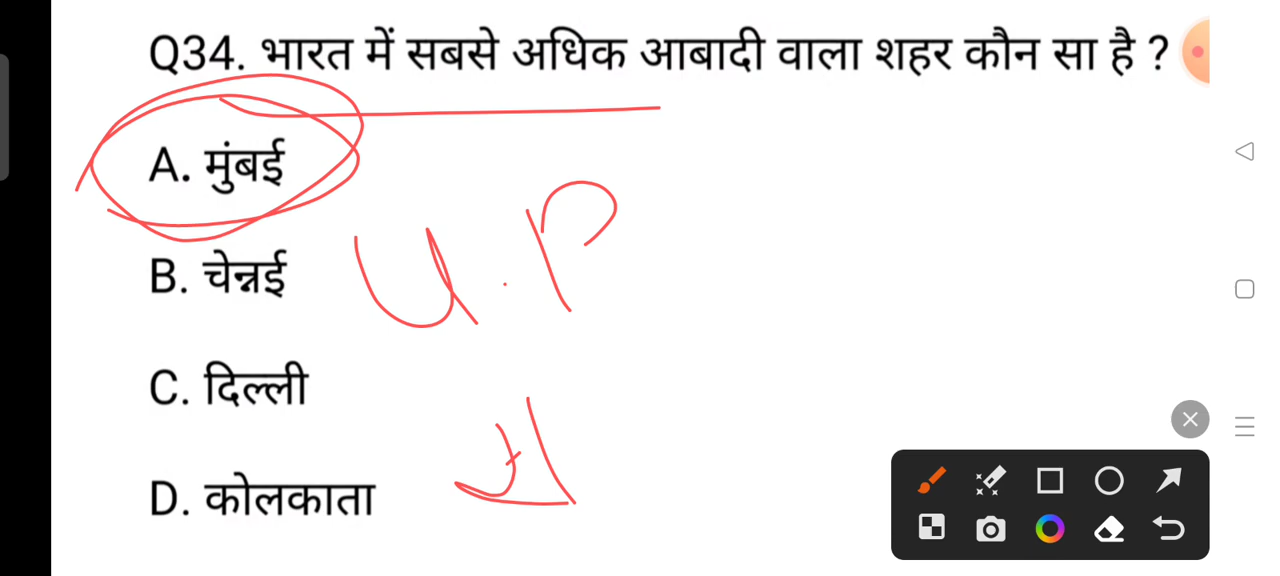 Q34. भारत में सबसे अधिक आबादी वाला शहर कौन सा है ?
A. मुंबई
B. चेन्नई
U.P
C. दिल्ली
D. कोलकाता